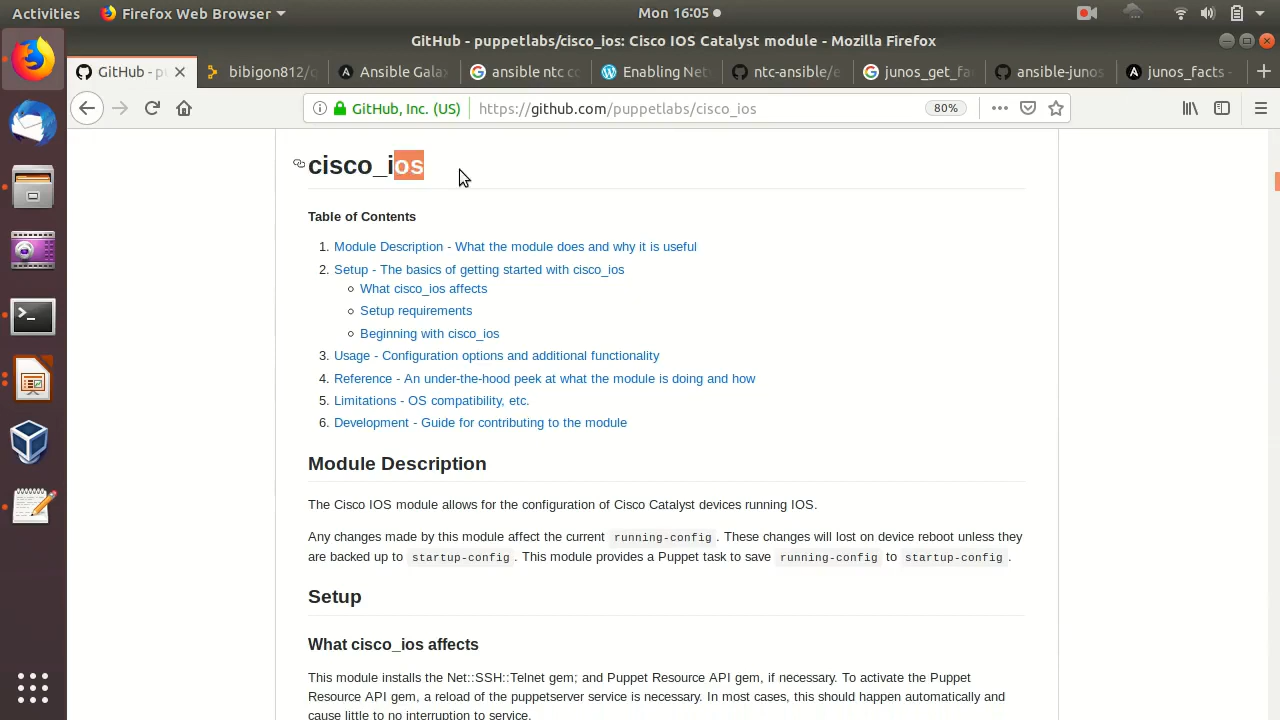 Activities
Firefox Web Browser
Mon 16:05
GitHub - puppetlabs/cisco_ios: Cisco IOS Catalyst module - Mozilla Firefox
GitHub - pu
bibigon812/q
Ansible Gala
ansible ntc co
Enabling Netw
ntc-ansible/e
junos_get_fa
ansible-junos
junos_facts -
GitHub, Inc. (US)
https://github.com/puppetlabs/cisco_ios
80%
cisco_ios
Table of Contents
1. Module Description - What the module does and why it is useful
2. Setup - The basics of getting started with cisco_ios
What cisco_ios affects
Setup requirements
Beginning with cisco_ios
3. Usage - Configuration options and additional functionality
4. Reference - An under-the-hood peek at what the module is doing and how
5. Limitations - OS compatibility, etc.
6. Development - Guide for contributing to the module
Module Description
The Cisco IOS module allows for the configuration of Cisco Catalyst devices running IOS.
Any changes made by this module affect the current running-config. These changes will lost on device reboot unless they
are backed up to startup-config. This module provides a Puppet task to save running-config to startup-config.
Setup
What cisco_ios affects
This module installs the Net::SSH::Telnet gem; and Puppet Resource API gem, if necessary. To activate the Puppet
Resource API gem, a reload of the puppetserver service is necessary. In most cases, this should happen automatically and
cause little to no interruption to service.